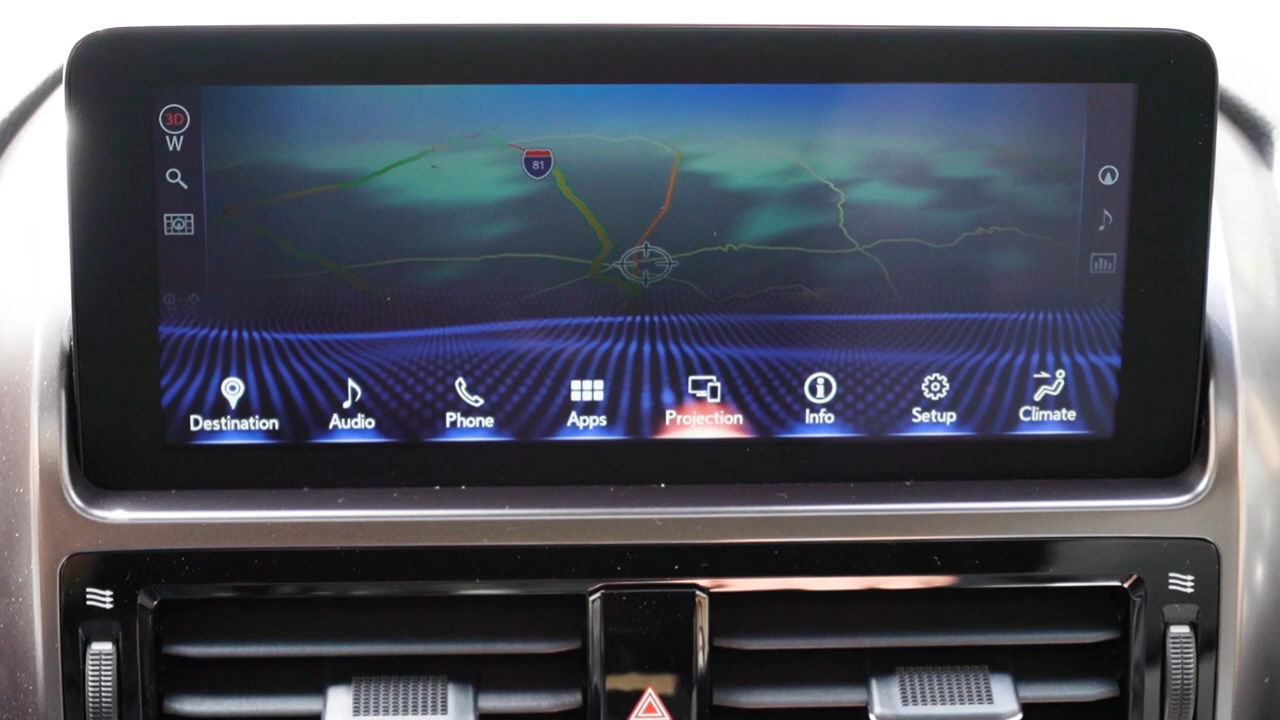 3D
W
81
Destination
Audio
Phone
Apps
Projection
Info
Setup
Climate